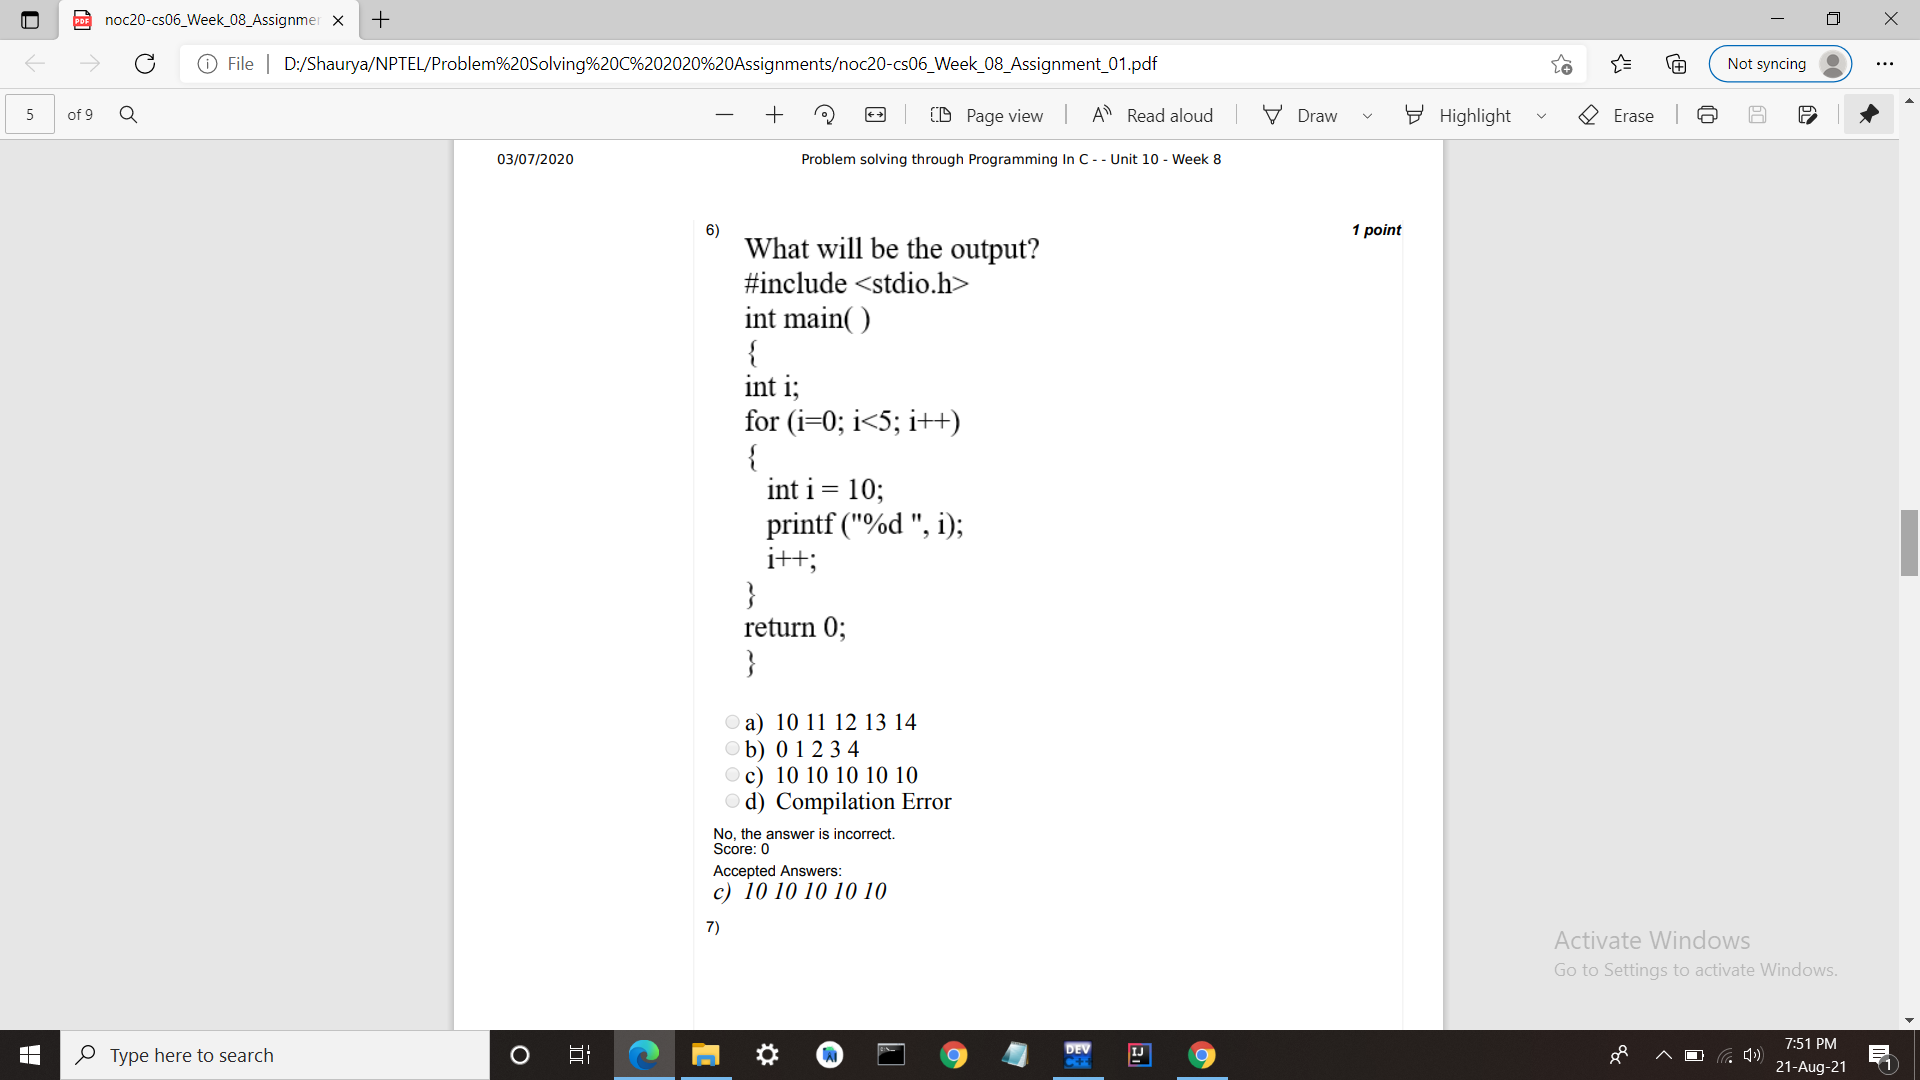 noc20-cs06_Week_08_Assignmer
File
D:/Shaurya/NPTEL/Problem%20Solving%20C%202020%20Assignments/noc20-cs06_Week_08_Assignment_01.pdf
Not syncing
5 of 9
Page view
Read aloud
Draw
Highlight
Erase
03/07/2020
Problem solving through Programming In C - - Unit 10 - Week 8
6)
1 point
What will be the output?
#include <stdio.h>
int main( )
{
int i;
for (i=0; i<5; i++)
{
int i = 10;
printf ("%d ", i);
i++;
}
return 0;
}
a) 10 11 12 13 14
b) 0 1 2 3 4
c) 10 10 10 10 10
d) Compilation Error
No, the answer is incorrect.
Score: 0
Accepted Answers:
c) 10 10 10 10 10
7)
Activate Windows
Go to Settings to activate Windows.
Type here to search
DEV
IJ
7:51 PM
21-Aug-21
1